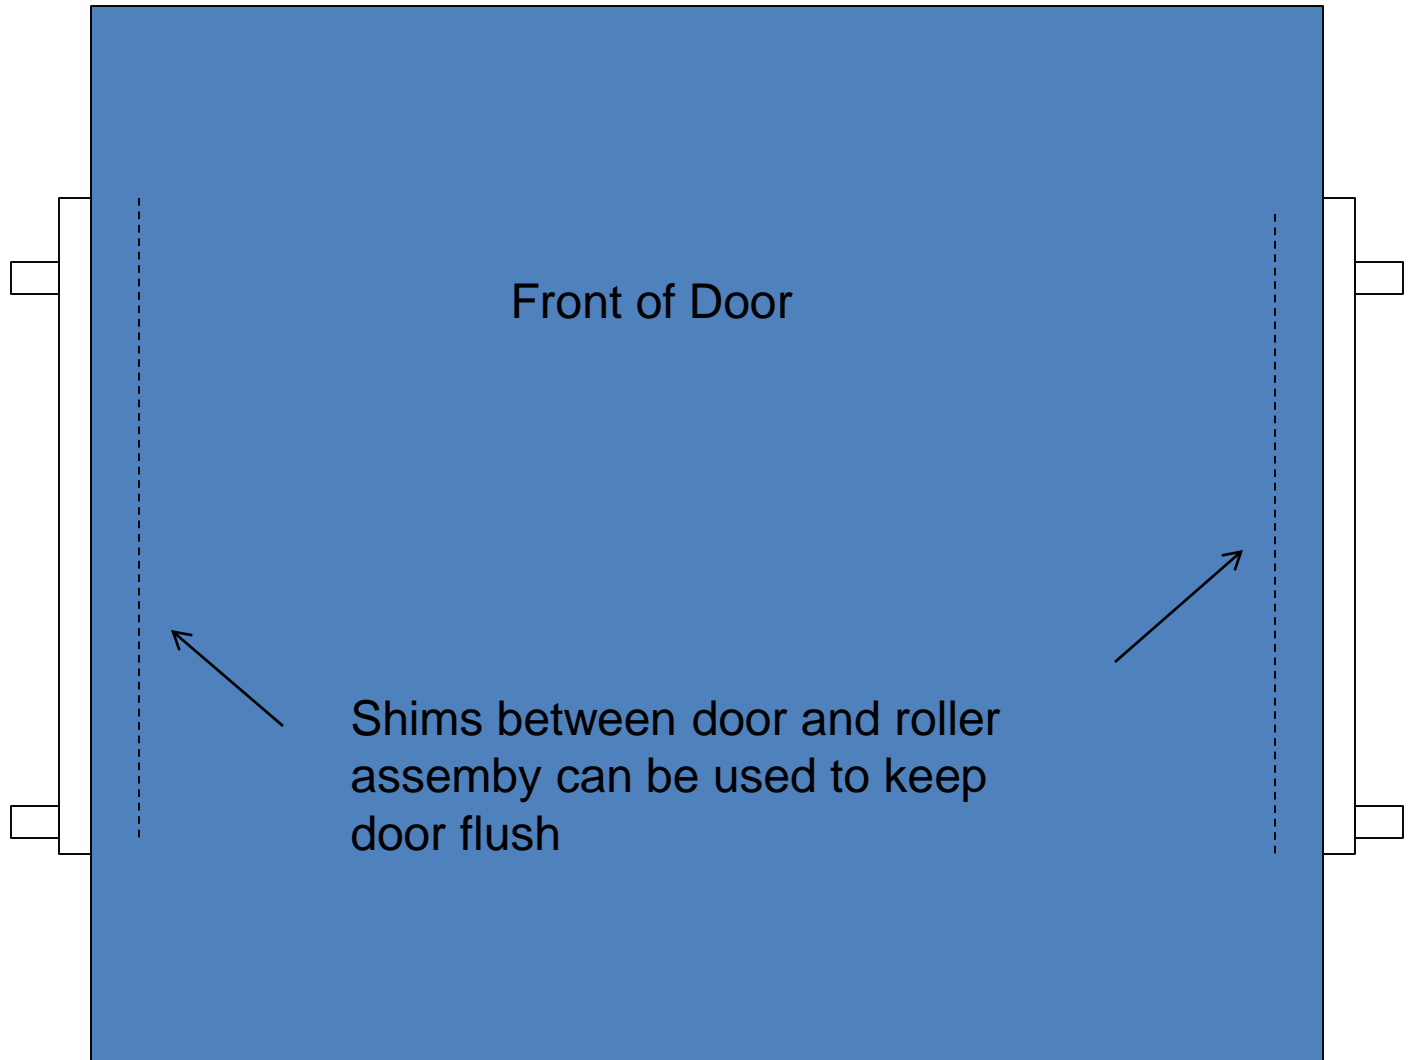 Front of Door
Shims between door and roller
assemby can be used to keep
door flush